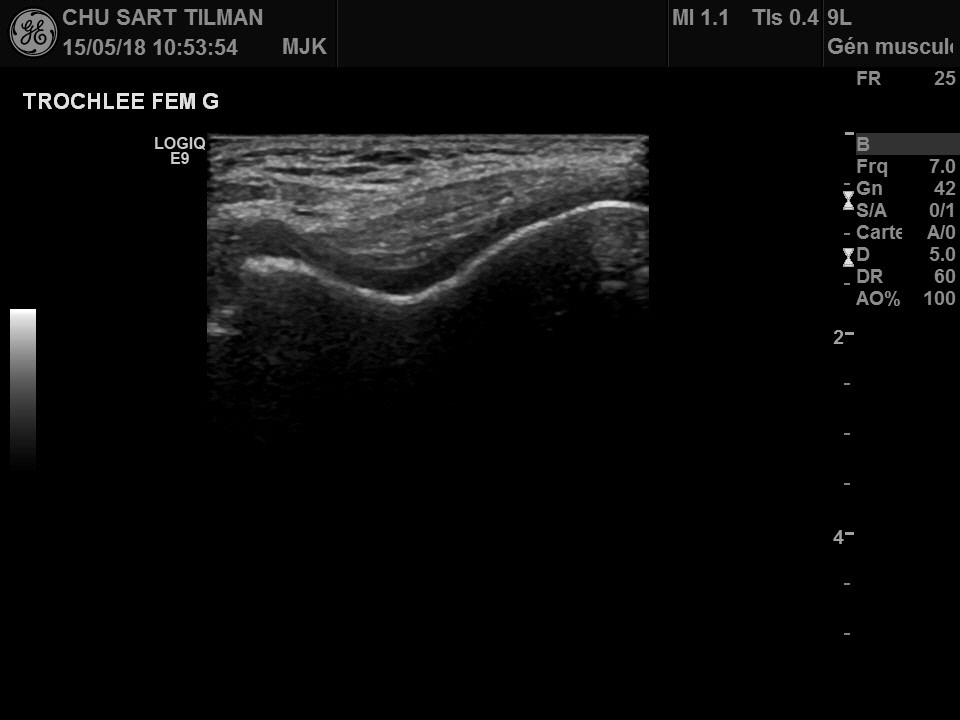 CHU SART TILMAN
15/05/18 10:53:54 MJK
MI 1.1 TIs 0.4
9L
Gén muscul
FR 25
TROCHLEE FEM G
LOGIQ
E9
B
Frq 7.0
Gn 42
S/A 0/1
Carte A/0
D 5.0
DR 60
AO% 100
2
4